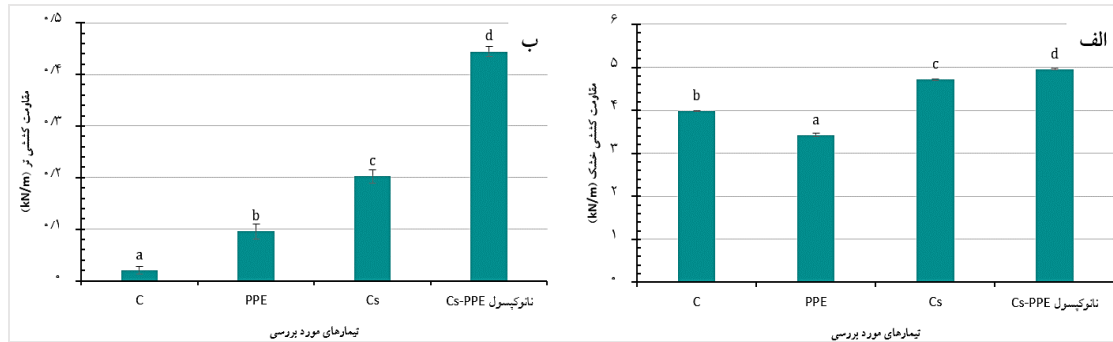 الف
مقاومت کششی خشک (kN/m)
۶
۵
۴
۳
۲
۱
۰
b
a
c
d
C
PPE
Cs
نانوکپسول Cs-PPE
تیمارهای مورد بررسی
ب
مقاومت کششی تر (kN/m)
۰/۵
۰/۴
۰/۳
۰/۲
۰/۱
۰
a
b
c
d
C
PPE
Cs
نانوکپسول Cs-PPE
تیمارهای مورد بررسی